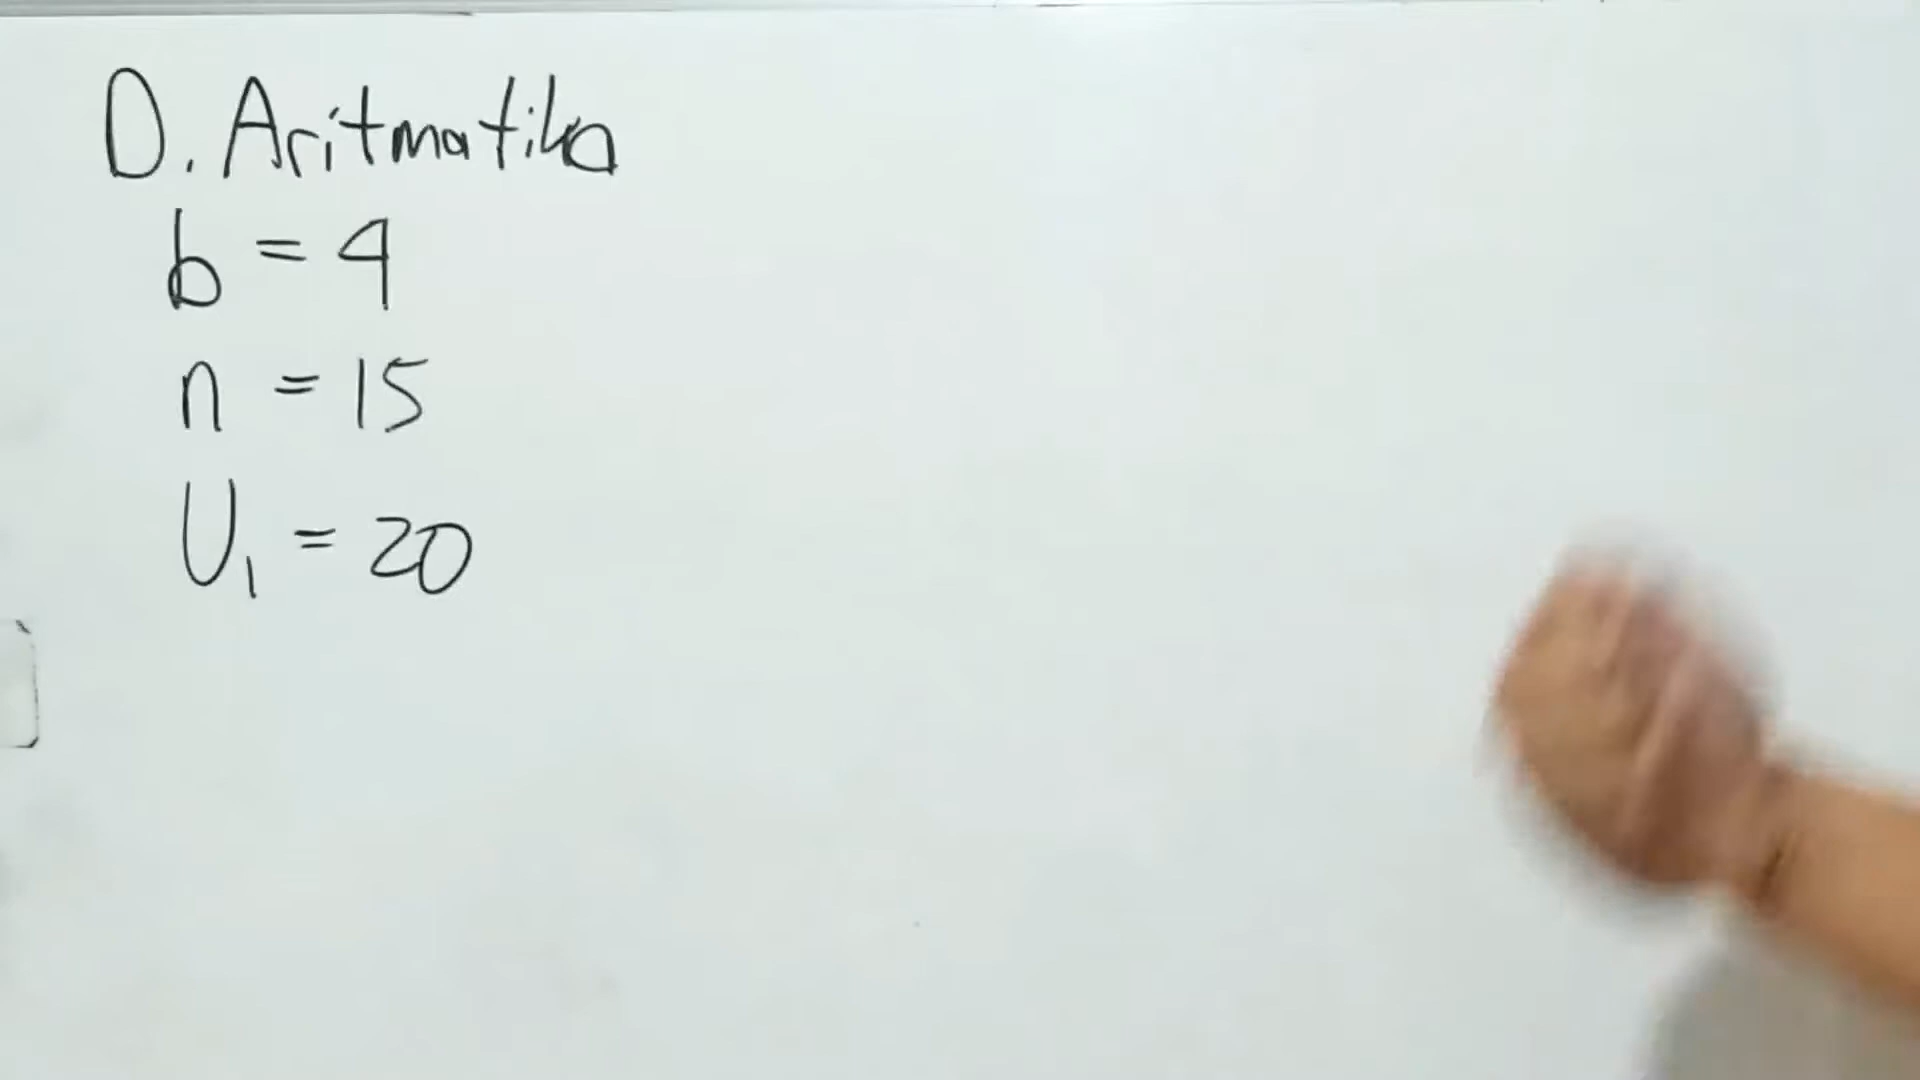 D. Aritmatika
b = 4
n = 15
U₁ = 20